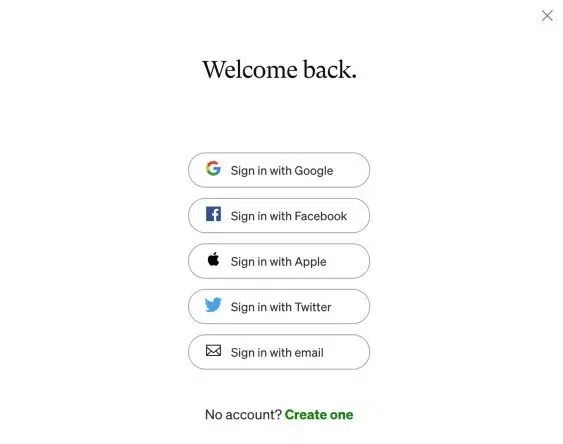 Welcome back.
Sign in with Google
Sign in with Facebook
Sign in with Apple
Sign in with Twitter
Sign in with email
No account? Create one